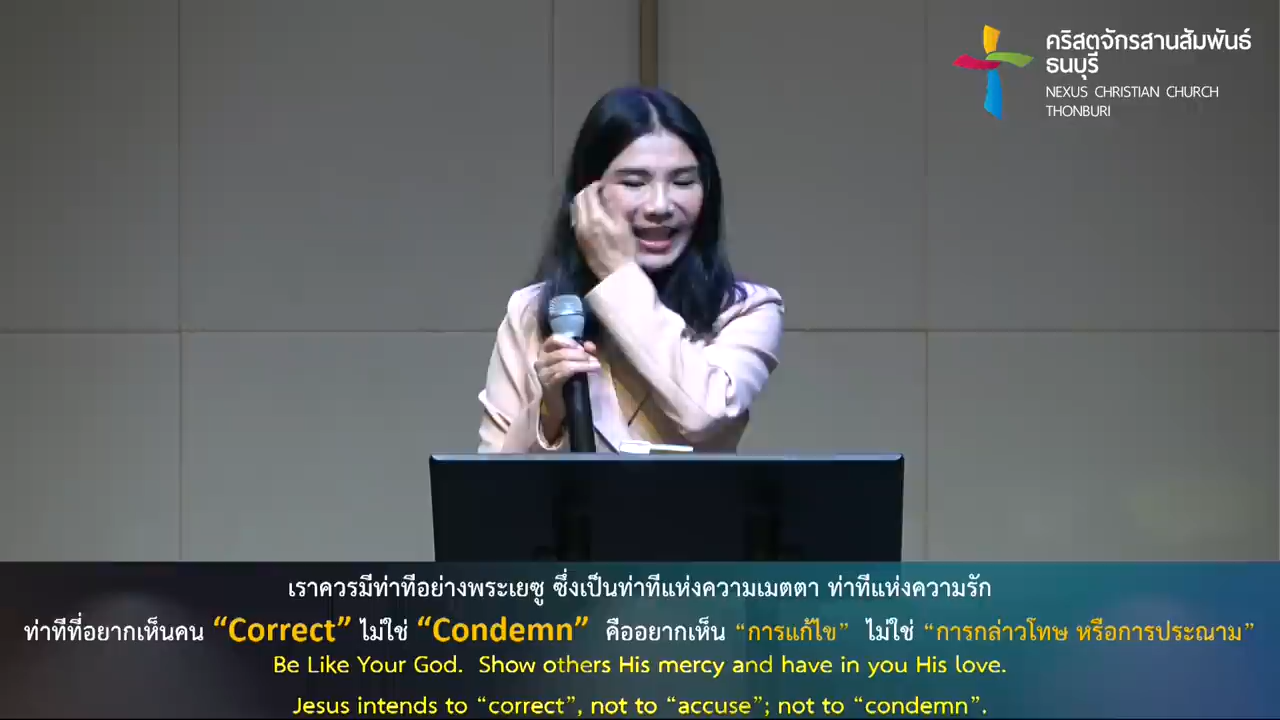 คริสตจักรสานสัมพันธ์
ธนบุรี
NEXUS CHRISTIAN CHURCH
THONBURI
เราควรมีท่าทีอย่างพระเยซู ซึ่งเป็นท่าทีแห่งความเมตตา ท่าทีแห่งความรัก
ท่าทีที่อยากเห็นคน “Correct” ไม่ใช่ “Condemn” คืออยากเห็น “การแก้ไข” ไม่ใช่ “การกล่าวโทษ หรือการประณาม”
Be Like Your God. Show others His mercy and have in you His love.
Jesus intends to “correct”, not to “accuse”; not to “condemn”.